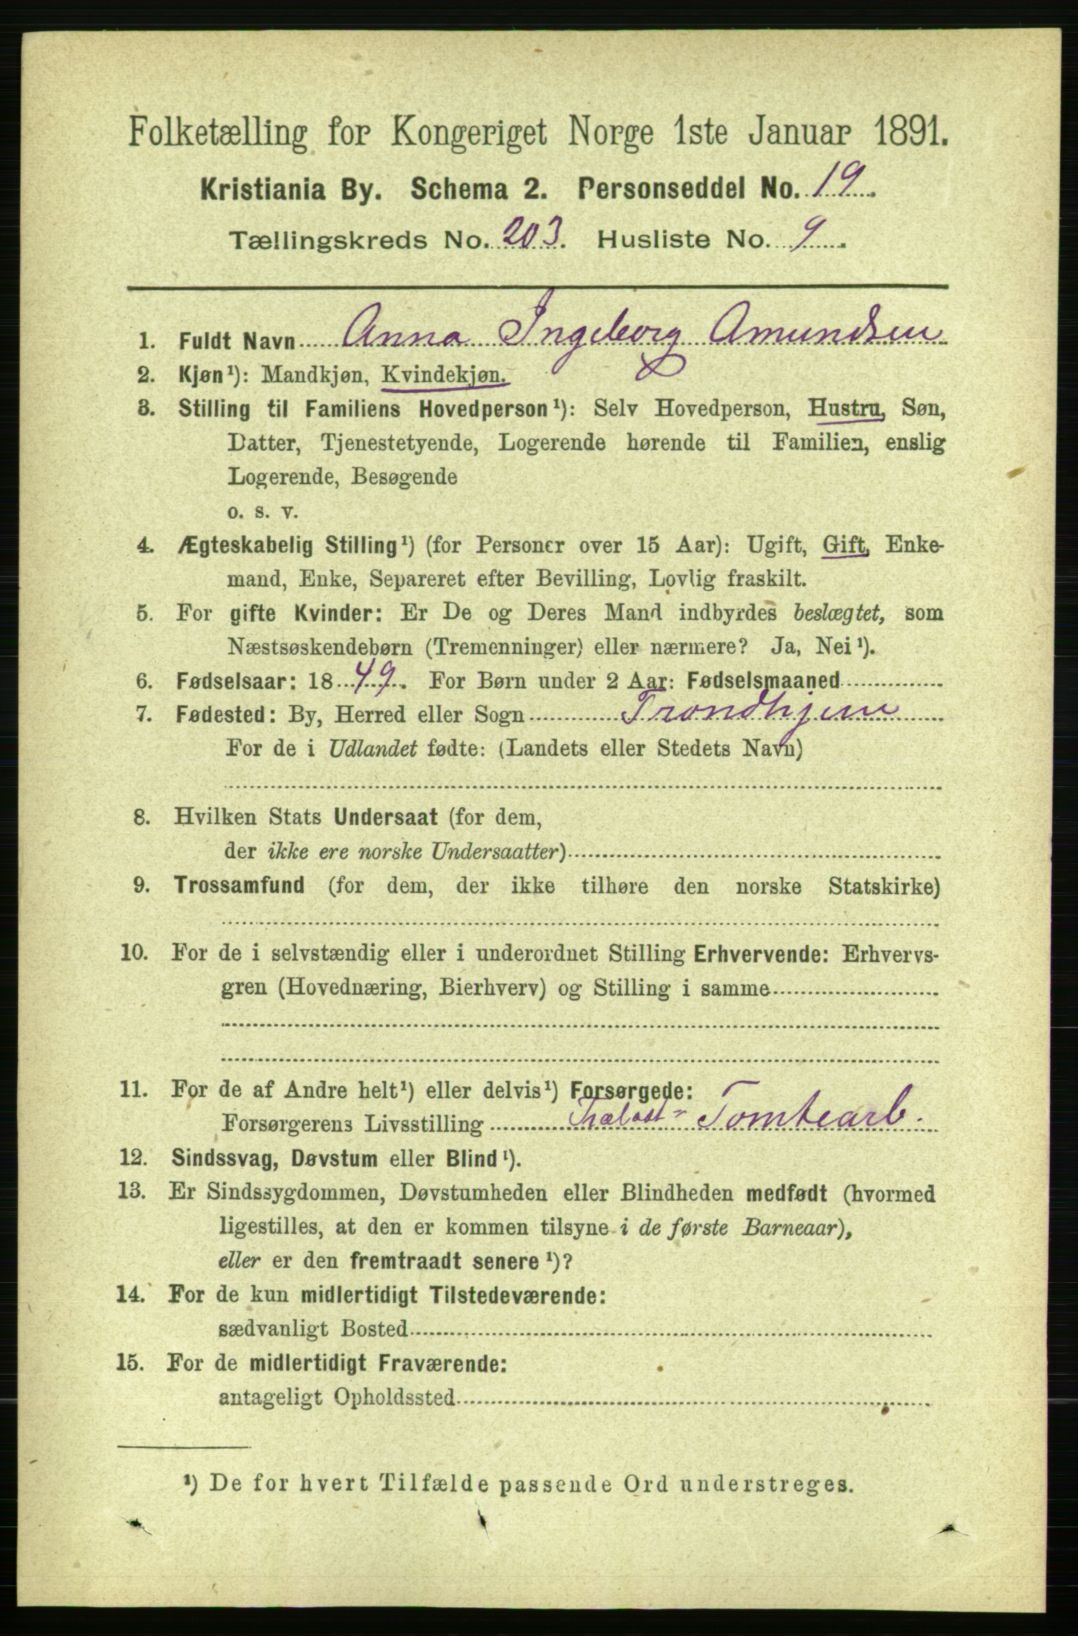 Folketælling for Kongeriget Norge 1ste Januar 1891.
Kristiania By. Schema 2. Personseddel No. 19.
Tællingskreds No. 203. Husliste No. 9.
1. Fuldt Navn Anna Ingeborg Amundsen
2. Kjøn¹): Mandkjøn, Kvindekjøn.
3. Stilling til Familiens Hovedperson¹): Selv Hovedperson, Hustru, Søn,
Datter, Tjenestetyende, Logerende hørende til Familien, enslig
Logerende, Besøgende
o. s. v.
4. Ægteskabelig Stilling¹) (for Personer over 15 Aar): Ugift, Gift, Enke-
mand, Enke, Separeret efter Bevilling, Lovlig fraskilt.
5. For gifte Kvinder: Er De og Deres Mand indbyrdes beslægtet, som
Næstsøskendebørn (Tremenninger) eller nærmere? Ja, Nei¹).
6. Fødselsaar: 1849. For Børn under 2 Aar: Fødselsmaaned
7. Fødested: By, Herred eller Sogn Trondhjem
For de i Udlandet fødte: (Landets eller Stedets Navn)
8. Hvilken Stats Undersaat (for dem,
der ikke ere norske Undersaatter)
9. Trossamfund (for dem, der ikke tilhøre den norske Statskirke)
10. For de i selvstændig eller i underordnet Stilling Erhvervende: Erhvervs-
gren (Hovednæring, Bierhverv) og Stilling i samme
11. For de af Andre helt¹) eller delvis¹) Forsørgede:
Forsørgerens Livsstilling Trælast- Tomtearb.
12. Sindssvag, Døvstum eller Blind¹).
13. Er Sindssygdommen, Døvstumheden eller Blindheden medfødt (hvormed
ligestilles, at den er kommen tilsyne i de første Barneaar),
eller er den fremtraadt senere¹)?
14. For de kun midlertidigt Tilstedeværende:
sædvanligt Bosted
15. For de midlertidigt Fraværende:
antageligt Opholdssted
¹) De for hvert Tilfælde passende Ord understreges.